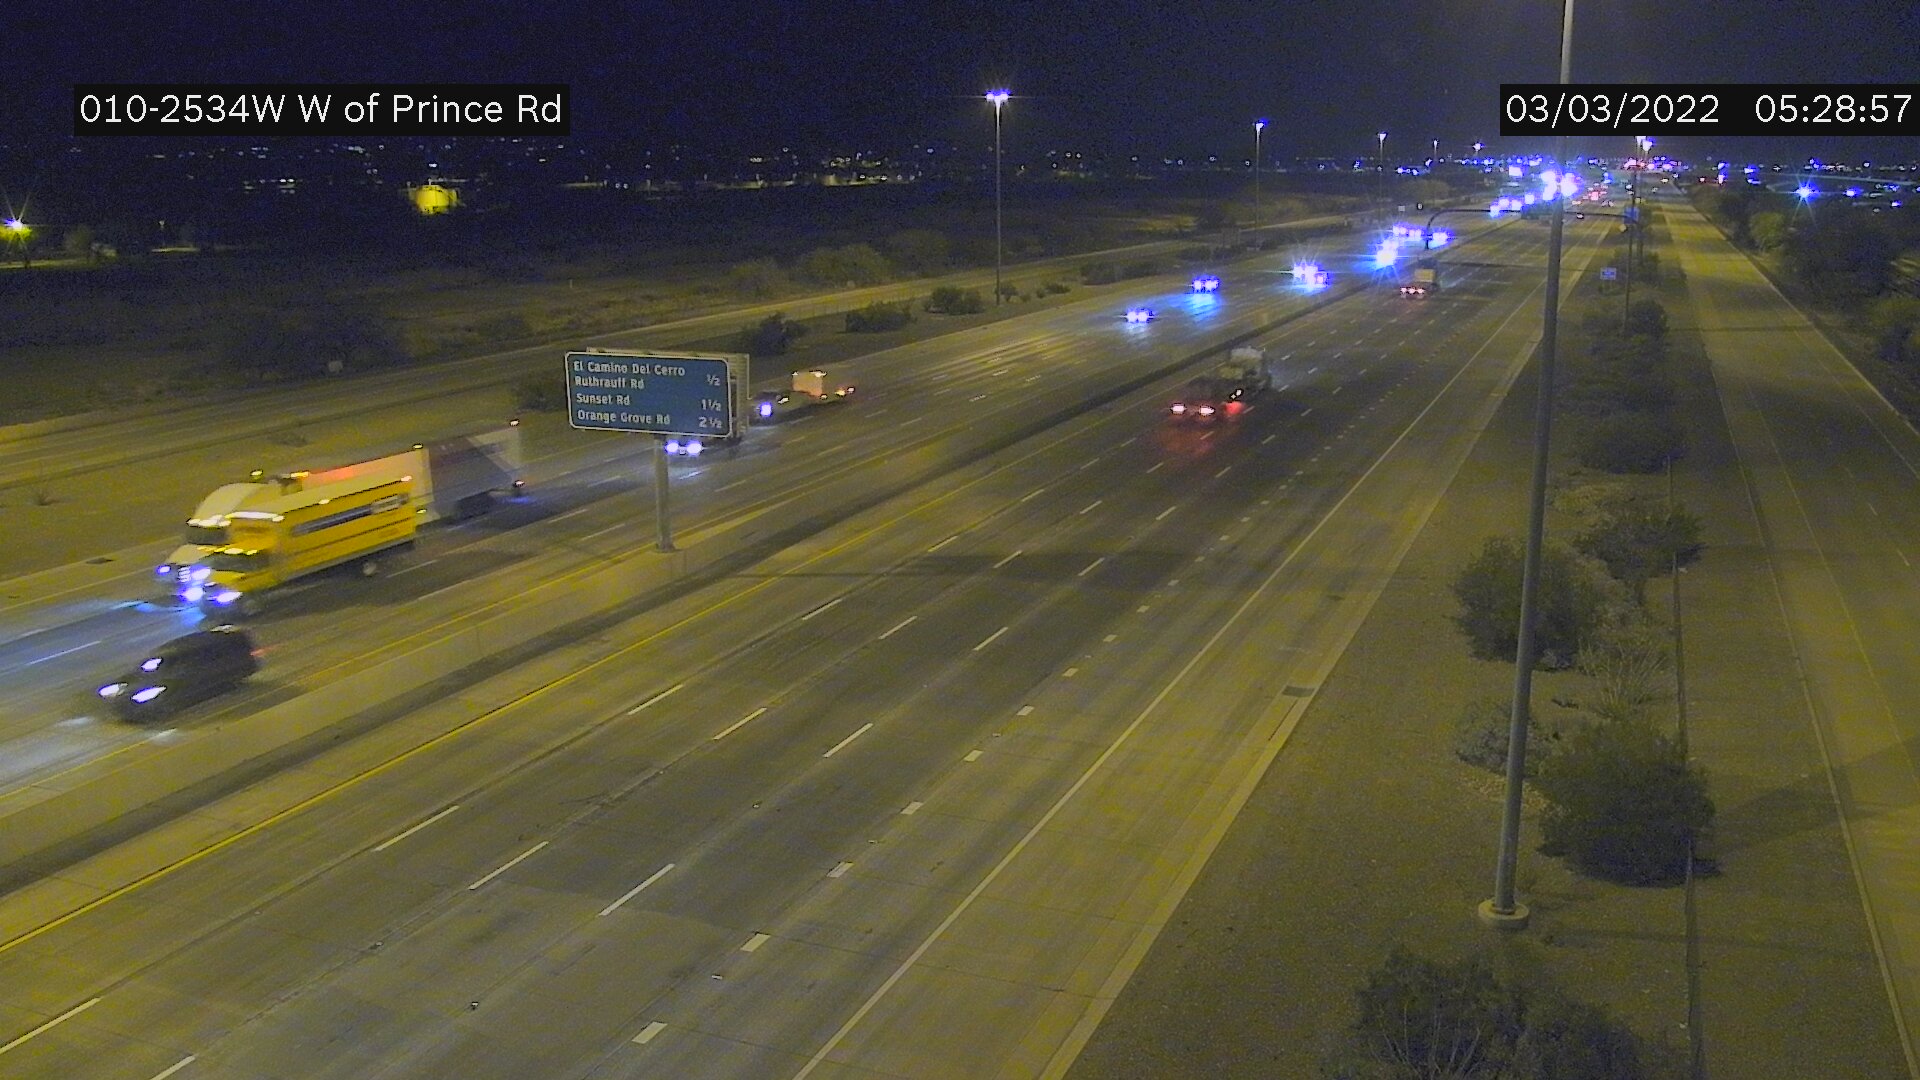 010-2534W W of Prince Rd
03/03/2022 05:28:57
El Camino Del Cerro
Ruthrauff Rd ½
Sunset Rd 1½
Orange Grove Rd 2½